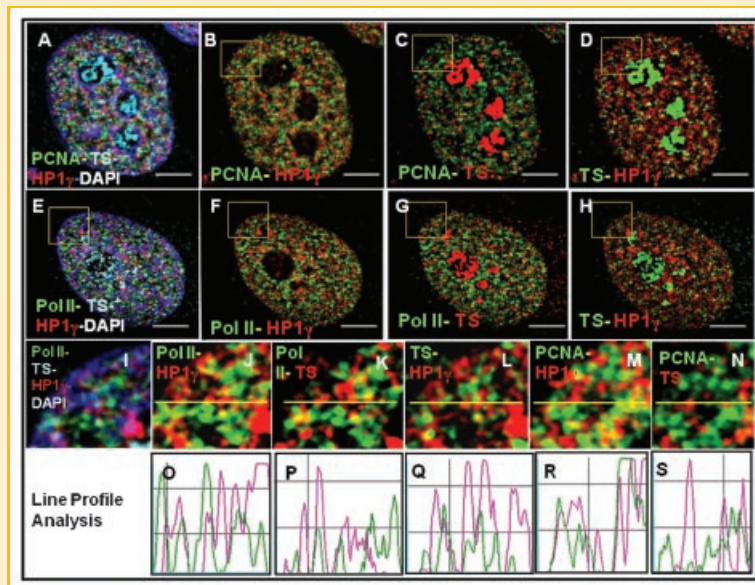 A
PCNA-TS-
HP1γ-DAPI
B
PCNA-HP1γ
C
PCNA-TS
D
TS-HP1γ
E
Pol II-TS-
HP1γ-DAPI
F
Pol II-HP1γ
G
Pol II-TS
H
TS-HP1γ
Pol II-
TS-
HP1γ-
DAPI
I
Pol II-
HP1γ
J
Pol
II-TS
K
TS-
HP1γ
L
PCNA-
HP1γ
M
PCNA-
TS
N
Line Profile
Analysis
O
P
Q
R
S